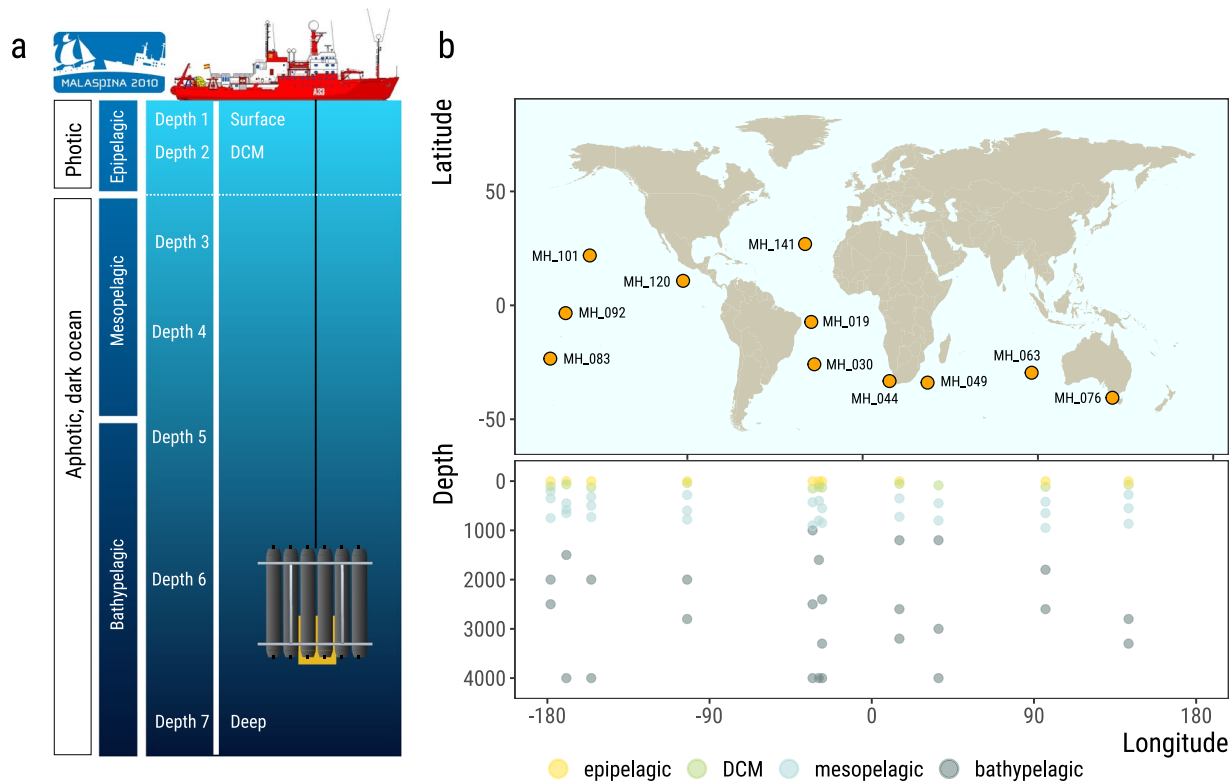 a
MALASPINA 2010
A33
Photic
Epipelagic
Depth 1 Surface
Depth 2 DCM
Aphotic, dark ocean
Mesopelagic
Depth 3
Depth 4
Bathypelagic
Depth 5
Depth 6
Depth 7 Deep
b
Latitude
50
0
-50
MH_141
MH_101
MH_120
MH_092
MH_019
MH_083
MH_030
MH_063
MH_044
MH_049
MH_076
Depth
0
1000
2000
3000
4000
-180 -90 0 90 180
Longitude
epipelagic DCM mesopelagic bathypelagic